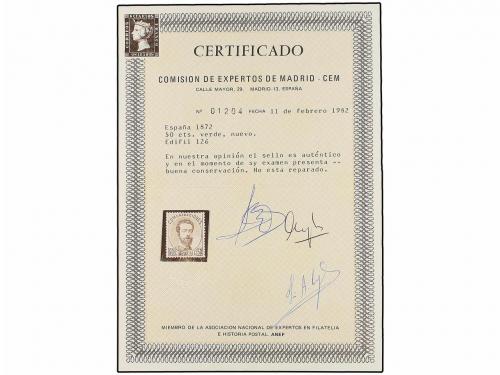 CERTIFICADO
COMISION DE EXPERTOS DE MADRID - CEM
CALLE MAYOR, 29. MADRID-13. ESPAÑA
Nº 01204 FECHA 11 de febrero 1982
España 1872
50 cts. verde, nuevo.
Edifil 126
En nuestra opinión el sello es auténtico
y en el momento de sy examen presenta --
buena conservación. No esta reparado.
MIEMBRO DE LA ASOCIACION NACIONAL DE EXPERTOS EN FILATELIA
E HISTORIA POSTAL. ANEF